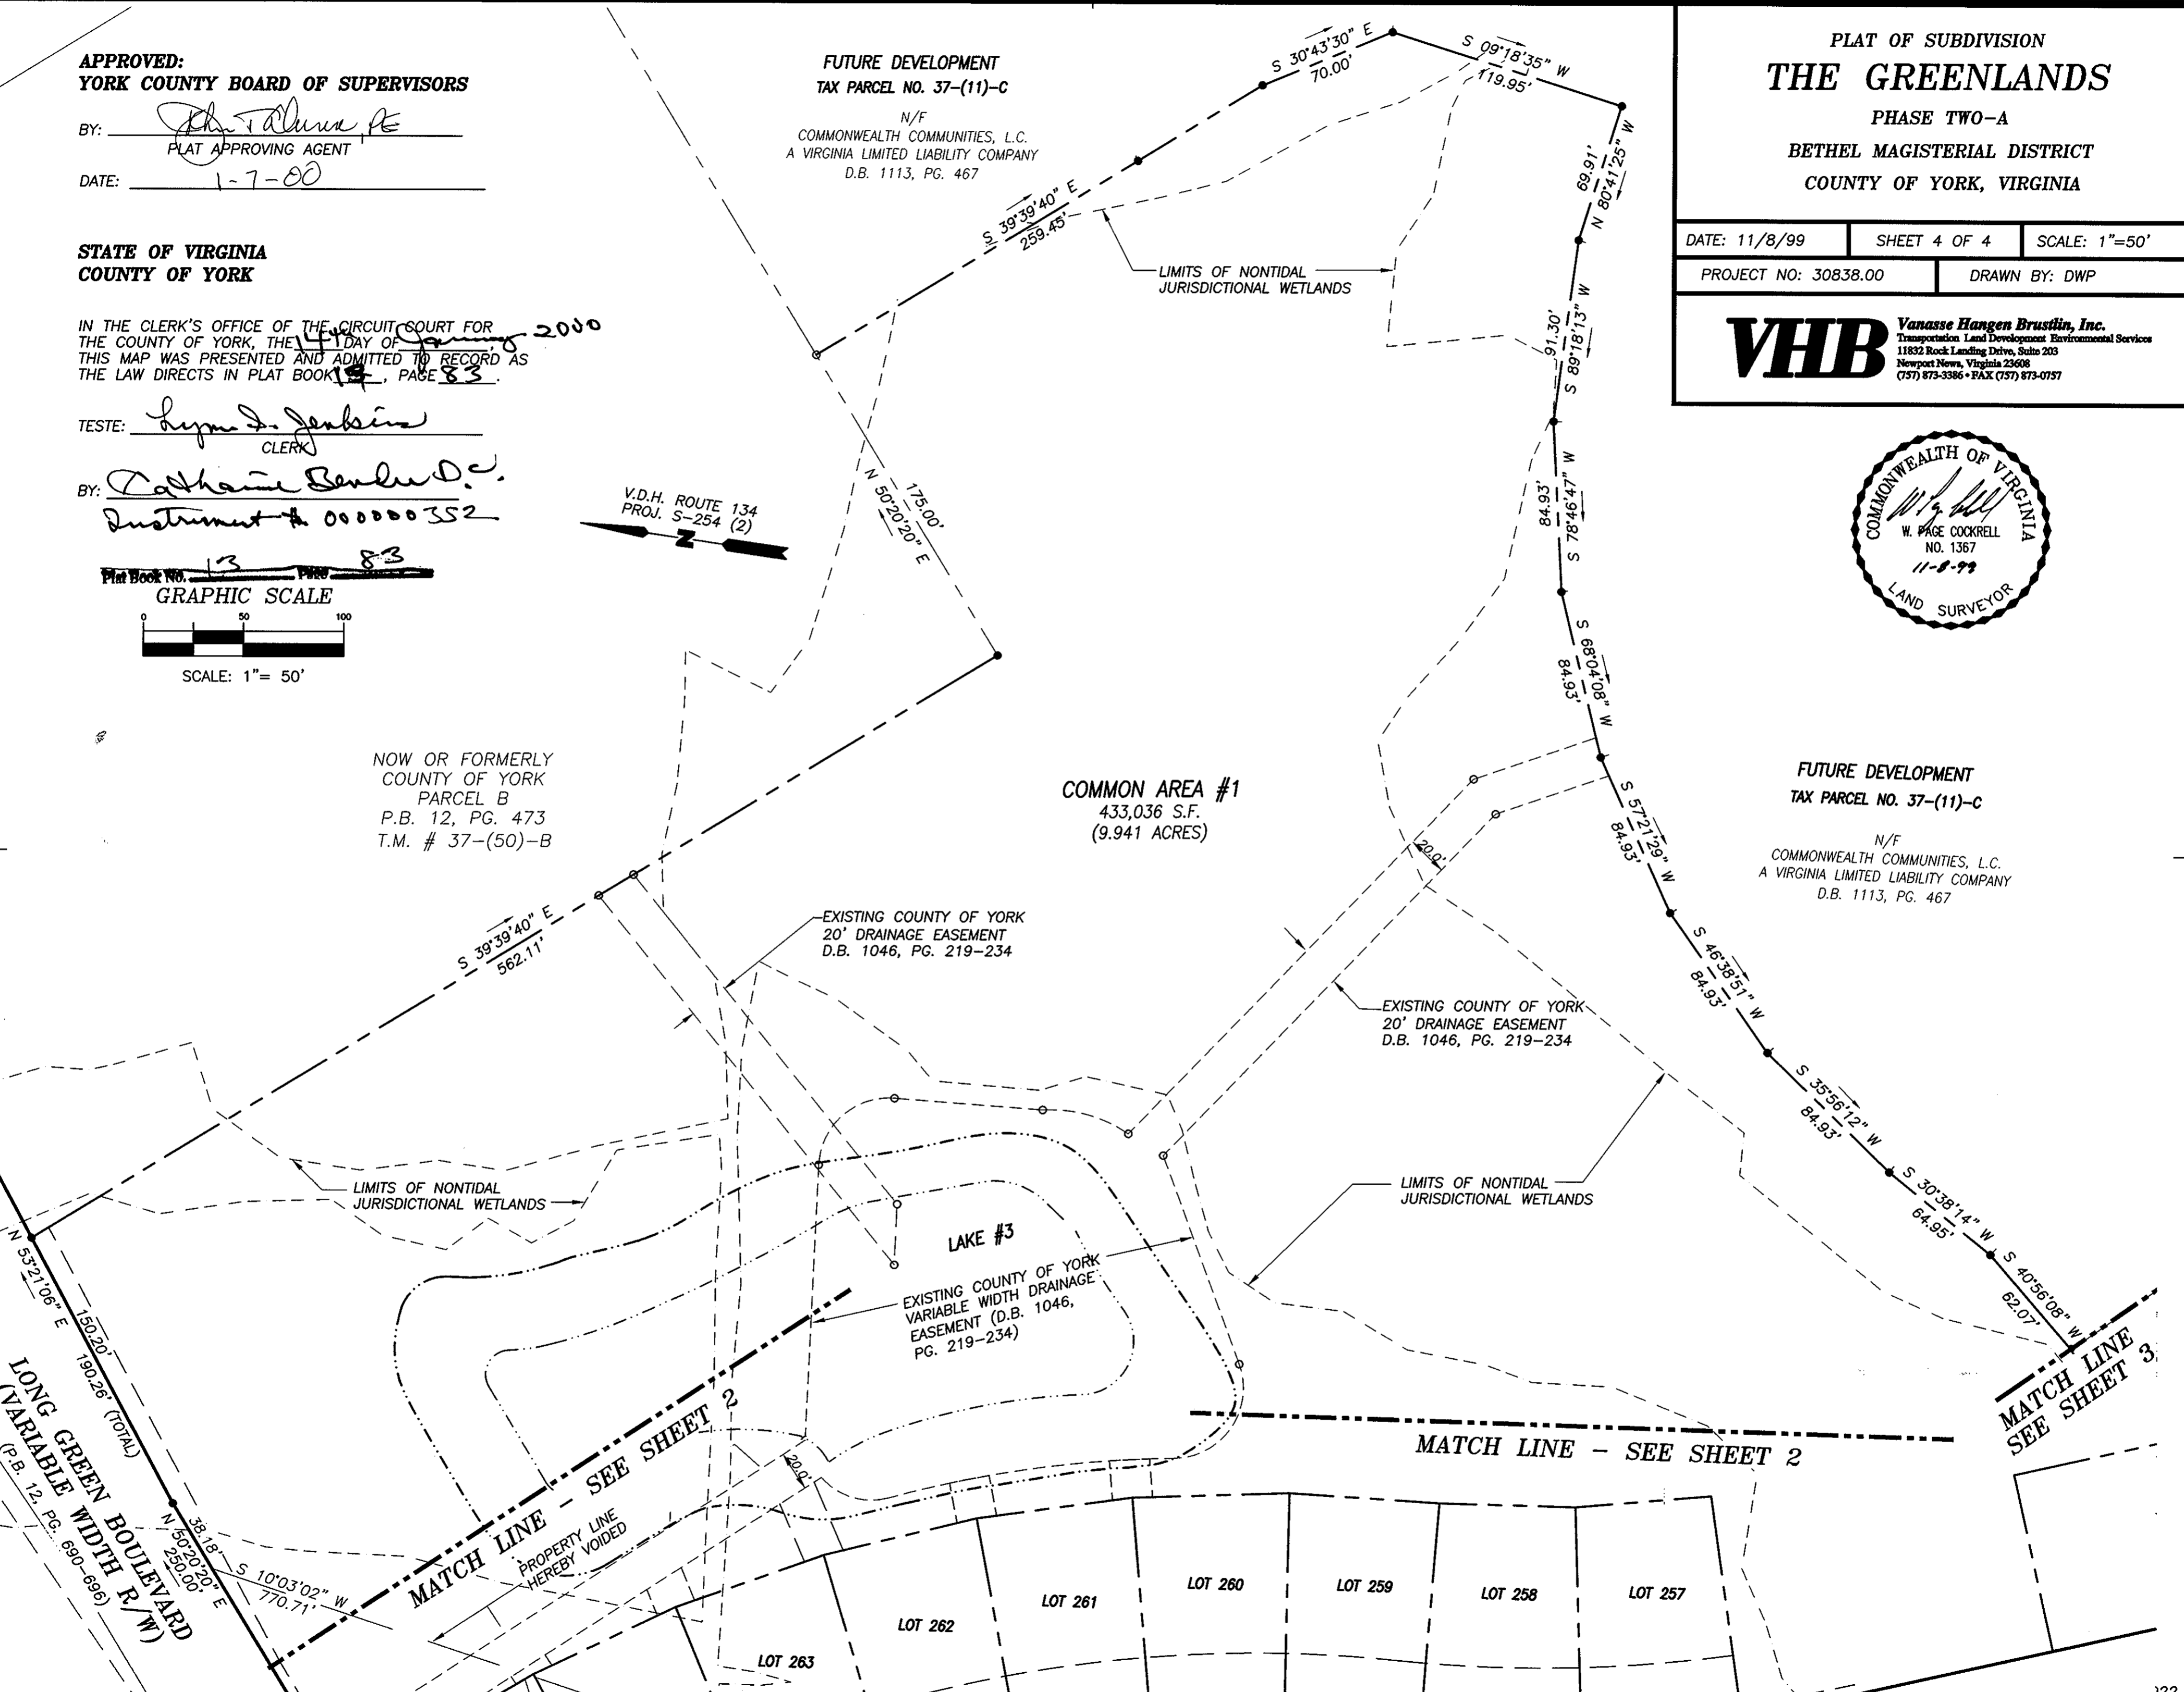 APPROVED:
YORK COUNTY BOARD OF SUPERVISORS
BY: PE
PLAT APPROVING AGENT
DATE: 1-7-00
STATE OF VIRGINIA
COUNTY OF YORK
IN THE CLERK'S OFFICE OF THE CIRCUIT COURT FOR
THE COUNTY OF YORK, THE 14th DAY OF January, 2000
THIS MAP WAS PRESENTED AND ADMITTED TO RECORD AS
THE LAW DIRECTS IN PLAT BOOK 13, PAGE 83.
TESTE: Lynn S. Jenkins
CLERK
BY: Catharine D.C.
Instrument # 000000352
Plat Book No. 13 Page 83
GRAPHIC SCALE
0 50 100
SCALE: 1"= 50'
FUTURE DEVELOPMENT
TAX PARCEL NO. 37-(11)-C
N/F
COMMONWEALTH COMMUNITIES, L.C.
A VIRGINIA LIMITED LIABILITY COMPANY
D.B. 1113, PG. 467
S 39°39'40" E
259.45'
S 30°43'30" E
70.00'
S 09°18'35" W
119.95'
69.91'
N 80°41'25" W
91.30'
S 89°18'13" W
84.93'
S 78°46'47" W
S 68°04'08" W
84.93'
S 57°21'29" W
84.93'
S 46°38'51" W
84.93'
S 35°56'12" W
84.93'
S 30°38'14" W
64.95'
S 40°56'08" W
62.07'
LIMITS OF NONTIDAL
JURISDICTIONAL WETLANDS
PLAT OF SUBDIVISION
THE GREENLANDS
PHASE TWO-A
BETHEL MAGISTERIAL DISTRICT
COUNTY OF YORK, VIRGINIA
DATE: 11/8/99 SHEET 4 OF 4 SCALE: 1"=50'
PROJECT NO: 30838.00 DRAWN BY: DWP
VHB
Vanasse Hangen Brustlin, Inc.
Transportation Land Development Environmental Services
11832 Rock Landing Drive, Suite 203
Newport News, Virginia 23608
(757) 873-3386 • FAX (757) 873-0757
COMMONWEALTH OF VIRGINIA
W. PAGE COCKRELL
NO. 1367
11-8-99
LAND SURVEYOR
V.D.H. ROUTE 134
PROJ. S-254 (2)
N
175.00'
N 50°20'20" E
NOW OR FORMERLY
COUNTY OF YORK
PARCEL B
P.B. 12, PG. 473
T.M. # 37-(50)-B
COMMON AREA #1
433,036 S.F.
(9.941 ACRES)
FUTURE DEVELOPMENT
TAX PARCEL NO. 37-(11)-C
N/F
COMMONWEALTH COMMUNITIES, L.C.
A VIRGINIA LIMITED LIABILITY COMPANY
D.B. 1113, PG. 467
20.0'
S 39°39'40" E
562.11'
EXISTING COUNTY OF YORK
20' DRAINAGE EASEMENT
D.B. 1046, PG. 219-234
EXISTING COUNTY OF YORK
20' DRAINAGE EASEMENT
D.B. 1046, PG. 219-234
LIMITS OF NONTIDAL
JURISDICTIONAL WETLANDS
LIMITS OF NONTIDAL
JURISDICTIONAL WETLANDS
LAKE #3
EXISTING COUNTY OF YORK
VARIABLE WIDTH DRAINAGE
EASEMENT (D.B. 1046,
PG. 219-234)
N 53°21'06" E
150.20'
190.26' (TOTAL)
38.18'
N 50°20'20" E
250.00'
S 10°03'02" W
770.71'
LONG GREEN BOULEVARD
(VARIABLE WIDTH R/W)
(P.B. 12, PG. 690-696)
MATCH LINE - SEE SHEET 2
PROPERTY LINE
HEREBY VOIDED
20.0'
MATCH LINE - SEE SHEET 2
MATCH LINE
SEE SHEET 3
LOT 263
LOT 262
LOT 261
LOT 260
LOT 259
LOT 258
LOT 257